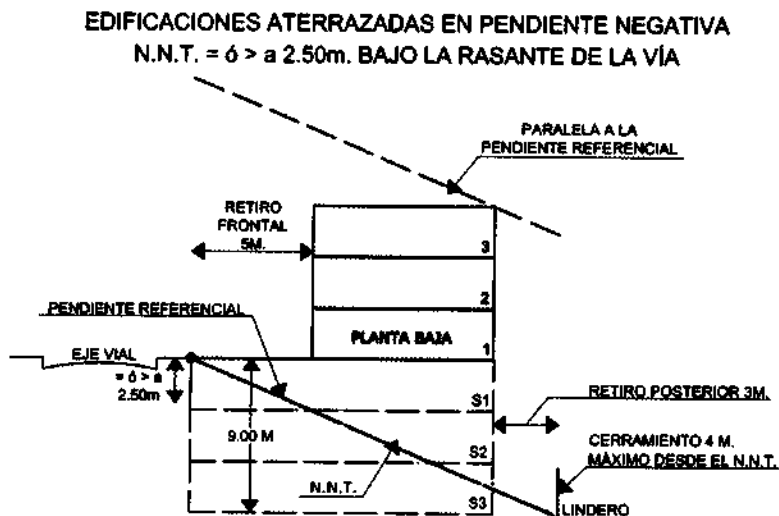 EDIFICACIONES ATERRAZADAS EN PENDIENTE NEGATIVA
N.N.T. = ó > a 2.50m. BAJO LA RASANTE DE LA VÍA
PARALELA A LA
PENDIENTE REFERENCIAL
RETIRO
FRONTAL
5M.
3
2
PENDIENTE REFERENCIAL
PLANTA BAJA
1
EJE VIAL
= ó > a
2.50m
S1
RETIRO POSTERIOR 3M.
9.00 M
S2
CERRAMIENTO 4 M.
MÁXIMO DESDE EL N.N.T.
N.N.T.
S3
LINDERO